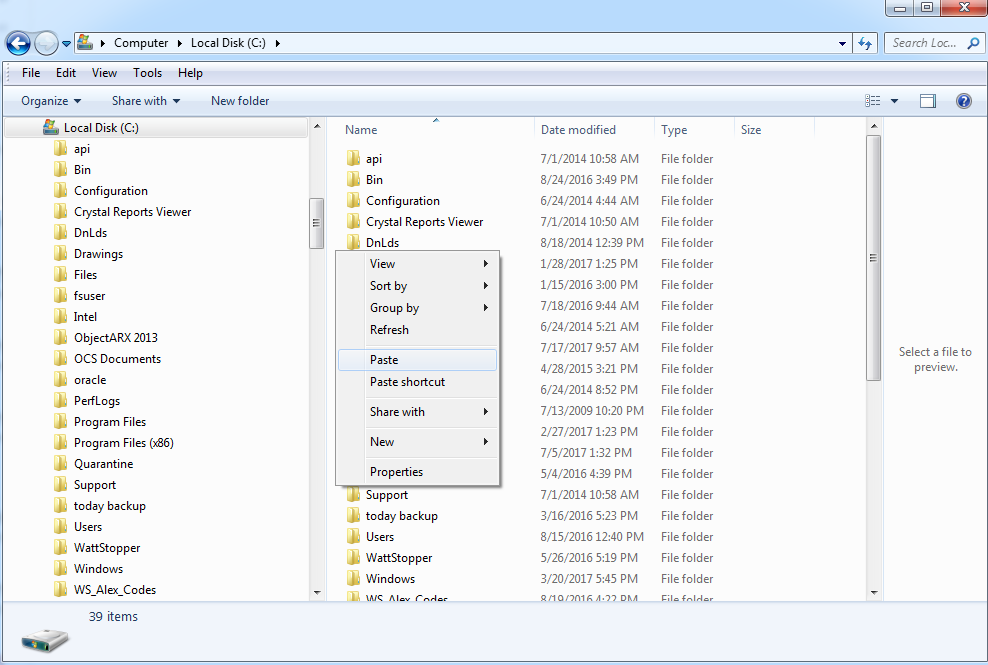 Computer Local Disk (C:) Search Loc...
File Edit View Tools Help
Organize Share with New folder
Local Disk (C:)
api
Bin
Configuration
Crystal Reports Viewer
DnLds
Drawings
Files
fsuser
Intel
ObjectARX 2013
OCS Documents
oracle
PerfLogs
Program Files
Program Files (x86)
Quarantine
Support
today backup
Users
WattStopper
Windows
WS_Alex_Codes
Name Date modified Type Size
api 7/1/2014 10:58 AM File folder
Bin 8/24/2016 3:49 PM File folder
Configuration 6/24/2014 4:44 AM File folder
Crystal Reports Viewer 7/1/2014 10:50 AM File folder
DnLds 8/18/2014 12:39 PM File folder
1/28/2017 1:25 PM File folder
1/15/2016 3:00 PM File folder
7/18/2016 9:44 AM File folder
6/24/2014 5:21 AM File folder
7/17/2017 9:57 AM File folder
4/28/2015 3:21 PM File folder
6/24/2014 8:52 PM File folder
7/13/2009 10:20 PM File folder
2/27/2017 1:23 PM File folder
7/5/2017 1:32 PM File folder
5/4/2016 4:39 PM File folder
Support 7/1/2014 10:58 AM File folder
today backup 3/16/2016 5:23 PM File folder
Users 8/15/2016 12:40 PM File folder
WattStopper 5/26/2016 5:19 PM File folder
Windows 3/20/2017 5:45 PM File folder
WS_Alex_Codes 8/19/2016 4:22 PM File folder
View
Sort by
Group by
Refresh
Paste
Paste shortcut
Share with
New
Properties
Select a file to
preview.
39 items